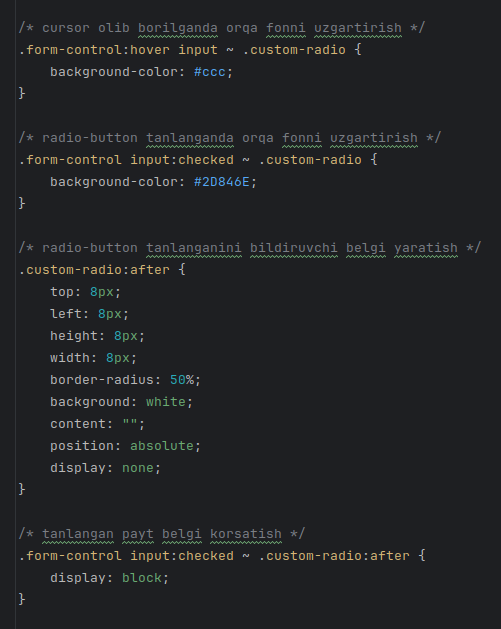 /* cursor olib borilganda orqa fonni uzgartirish */
.form-control:hover input ~ .custom-radio {
    background-color: #ccc;
}

/* radio-button tanlanganda orqa fonni uzgartirish */
.form-control input:checked ~ .custom-radio {
    background-color: #2D846E;
}

/* radio-button tanlanganini bildiruvchi belgi yaratish */
.custom-radio:after {
    top: 8px;
    left: 8px;
    height: 8px;
    width: 8px;
    border-radius: 50%;
    background: white;
    content: "";
    position: absolute;
    display: none;
}

/* tanlangan payt belgi korsatish */
.form-control input:checked ~ .custom-radio:after {
    display: block;
}